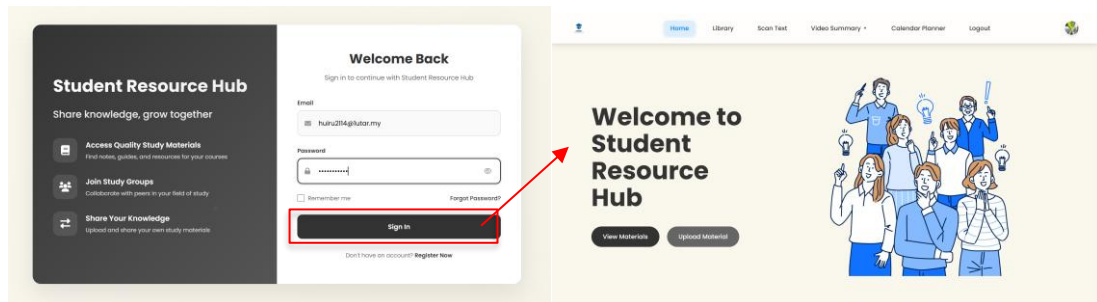 Student Resource Hub
Share knowledge, grow together
Access Quality Study Materials
Find notes, guides, and resources for your courses
Join Study Groups
Collaborate with peers in your field of study
Share Your Knowledge
Upload and share your own study materials
Welcome Back
Sign in to continue with Student Resource Hub
Email
huiru2114@1utar.my
Password
Remember me
Forgot Password?
Sign In
Don't have an account? Register Now
Home
Library
Scan Text
Video Summary
Calendar Planner
Logout
Welcome to
Student
Resource
Hub
View Materials
Upload Material